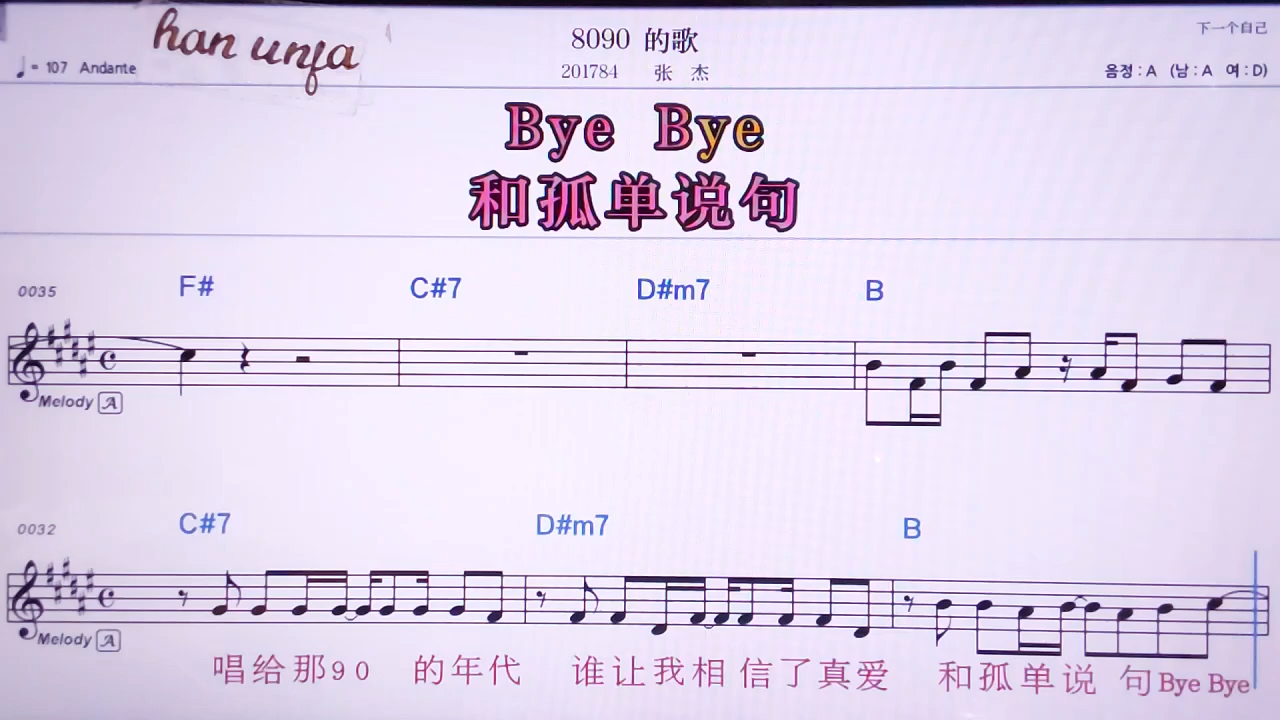 han unfa
8090 的歌
下一个自己
♩= 107 Andante
201784 张 杰
음정 : A (남 : A 여 : D)
Bye Bye
和孤单说句
0035 F# C#7 D#m7 B
Melody A
0032 C#7 D#m7 B
Melody A
唱给那90 的年代 谁让我相信了真爱 和孤单说 句Bye Bye